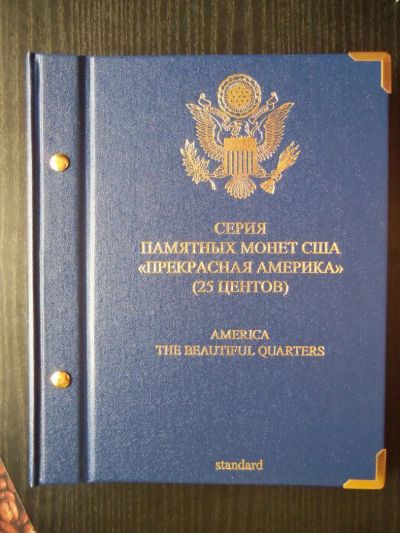 СЕРИЯ
ПАМЯТНЫХ МОНЕТ США
«ПРЕКРАСНАЯ АМЕРИКА»
(25 ЦЕНТОВ)
AMERICA
THE BEAUTIFUL QUARTERS
standard